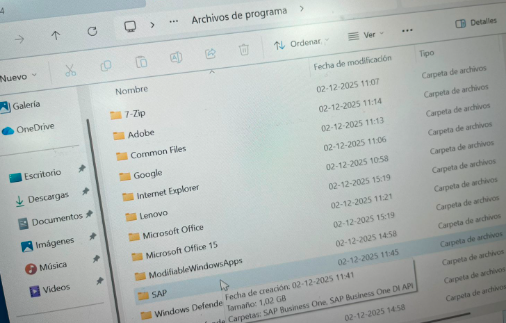 Archivos de programa
Nuevo
Ordenar
Ver
Detalles
Nombre
Fecha de modificación
Tipo
Galería
OneDrive
Escritorio
Descargas
Documentos
Imágenes
Música
Videos
7-Zip 02-12-2025 11:07 Carpeta de archivos
Adobe 02-12-2025 11:14 Carpeta de archivos
Common Files 02-12-2025 11:13 Carpeta de archivos
Google 02-12-2025 11:06 Carpeta de archivos
Internet Explorer 02-12-2025 10:58 Carpeta de archivos
Lenovo 02-12-2025 15:19 Carpeta de archivos
Microsoft Office 02-12-2025 11:21 Carpeta de archivos
Microsoft Office 15 02-12-2025 15:19 Carpeta de archivos
ModifiableWindowsApps 02-12-2025 14:58 Carpeta de archivos
SAP 02-12-2025 11:45 Carpeta de archivos
Windows Defende
Fecha de creación: 02-12-2025 11:41
Tamaño: 1,02 GB
Carpetas: SAP Business One, SAP Business One DI API
02-12-2025 14:58